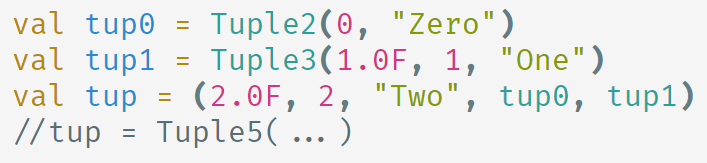 val tup0 = Tuple2(0, "Zero")
val tup1 = Tuple3(1.0F, 1, "One")
val tup = (2.0F, 2, "Two", tup0, tup1)
//tup = Tuple5(...)